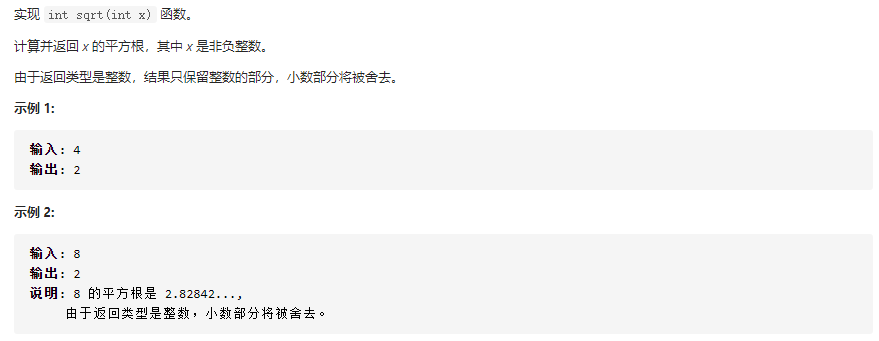 实现 int sqrt(int x) 函数。
计算并返回 x 的平方根，其中 x 是非负整数。
由于返回类型是整数，结果只保留整数的部分，小数部分将被舍去。
示例 1:
输入: 4
输出: 2
示例 2:
输入: 8
输出: 2
说明: 8 的平方根是 2.82842...,
由于返回类型是整数，小数部分将被舍去。